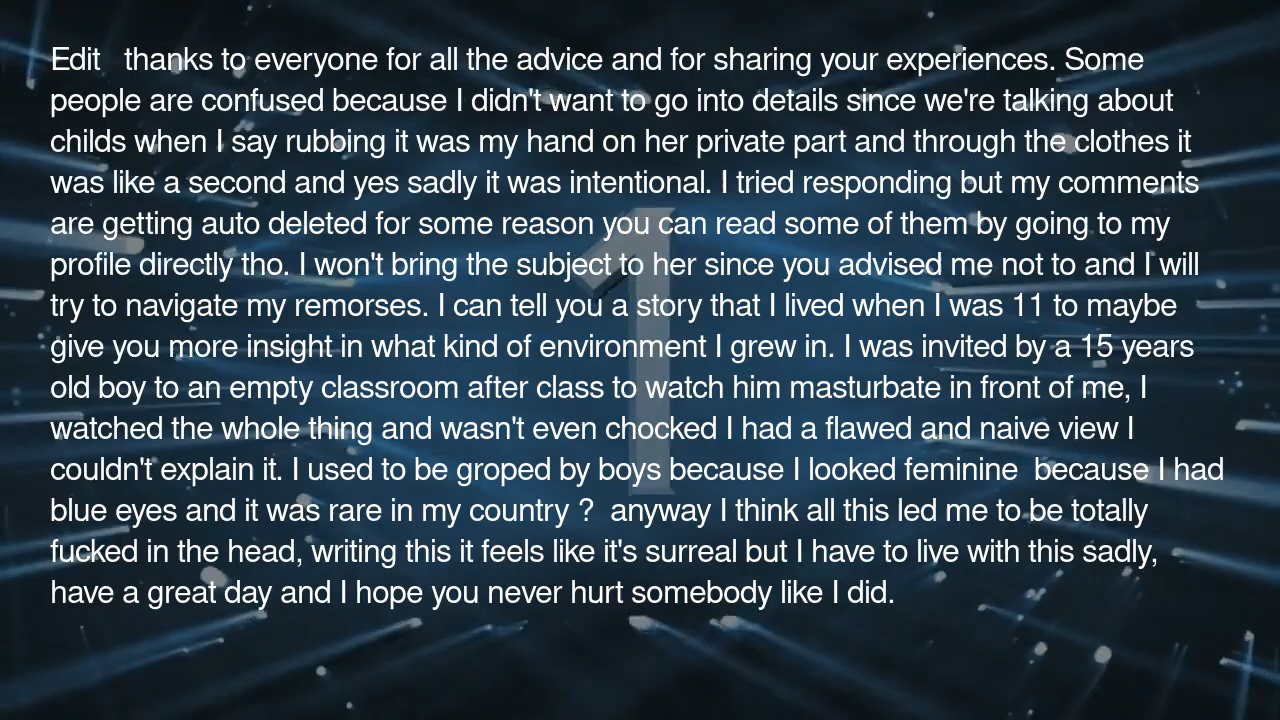 Edit   thanks to everyone for all the advice and for sharing your experiences. Some
people are confused because I didn't want to go into details since we're talking about
childs when I say rubbing it was my hand on her private part and through the clothes it
was like a second and yes sadly it was intentional. I tried responding but my comments
are getting auto deleted for some reason you can read some of them by going to my
profile directly tho. I won't bring the subject to her since you advised me not to and I will
try to navigate my remorses. I can tell you a story that I lived when I was 11 to maybe
give you more insight in what kind of environment I grew in. I was invited by a 15 years
old boy to an empty classroom after class to watch him masturbate in front of me, I
watched the whole thing and wasn't even chocked I had a flawed and naive view I
couldn't explain it. I used to be groped by boys because I looked feminine  because I had
blue eyes and it was rare in my country ?  anyway I think all this led me to be totally
fucked in the head, writing this it feels like it's surreal but I have to live with this sadly,
have a great day and I hope you never hurt somebody like I did.
1